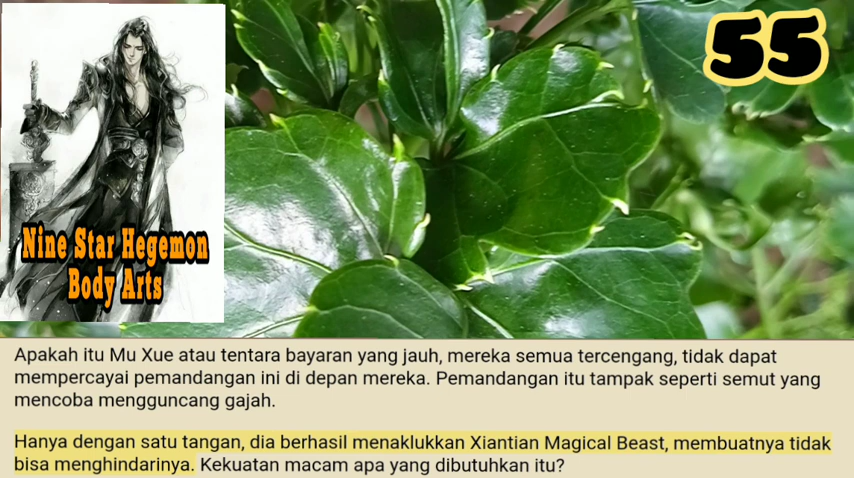 55
Nine Star Hegemon
Body Arts
Apakah itu Mu Xue atau tentara bayaran yang jauh, mereka semua tercengang, tidak dapat
mempercayai pemandangan ini di depan mereka. Pemandangan itu tampak seperti semut yang
mencoba mengguncang gajah.
Hanya dengan satu tangan, dia berhasil menaklukkan Xiantian Magical Beast, membuatnya tidak
bisa menghindarinya. Kekuatan macam apa yang dibutuhkan itu?